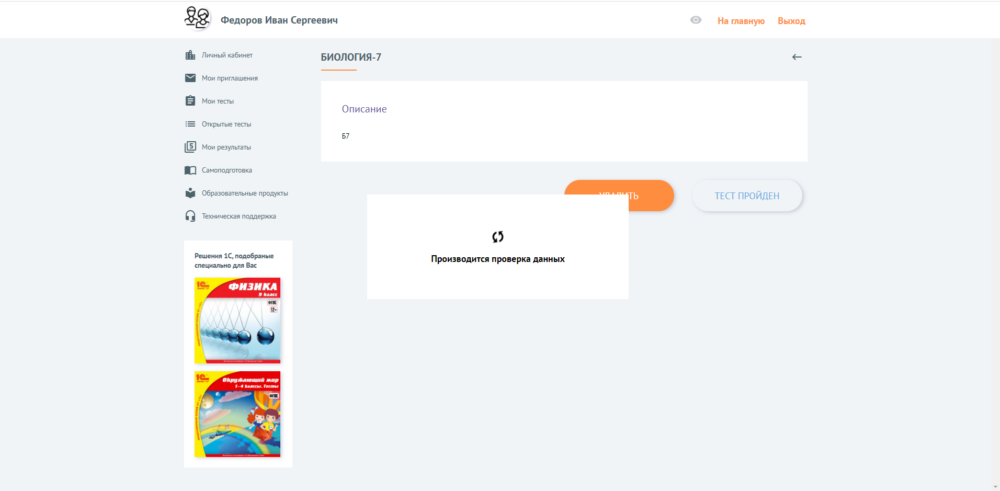 Федоров Иван Сергеевич
На главную
Выход
Личный кабинет
Мои приглашения
Мои тесты
Открытые тесты
Мои результаты
Самоподготовка
Образовательные продукты
Техническая поддержка
Решения 1С, подобраные
специально для Вас
1С
ФИЗИКА
9 класс
ФГОС
12+
1С
Окружающий мир
1–4 классы. Тесты
ФГОС
БИОЛОГИЯ-7
Описание
Б7
ТЕСТ ПРОЙДЕН
Производится проверка данных